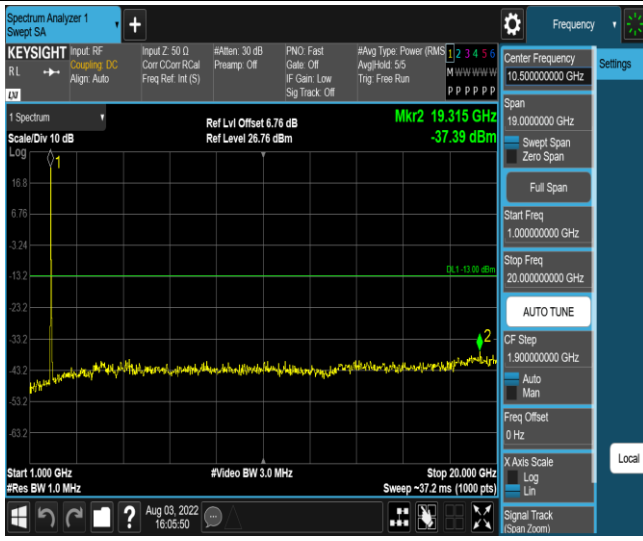 Spectrum Analyzer 1
Swept SA
Frequency
KEYSIGHT
RL
Input: RF
Coupling: DC
Align: Auto
Input Z: 50 Ω
Corr CCorr RCal
Freq Ref: Int (S)
#Atten: 30 dB
Preamp: Off
PNO: Fast
Gate: Off
IF Gain: Low
Sig Track: Off
#Avg Type: Power (RMS
Avg|Hold: 5/5
Trig: Free Run
1 2 3 4 5 6
M W W W W W
P P P P P P
LXI
1 Spectrum
Scale/Div 10 dB
Log
Ref Lvl Offset 6.76 dB
Ref Level 26.76 dBm
Mkr2 19.315 GHz
-37.39 dBm
1
16.8
6.76
-3.24
-13.2
DL1 -13.00 dBm
-23.2
-33.2
2
-43.2
-53.2
-63.2
Start 1.000 GHz
#Res BW 1.0 MHz
#Video BW 3.0 MHz
Stop 20.000 GHz
Sweep ~37.2 ms (1000 pts)
Aug 03, 2022
16:05:50
Center Frequency
10.500000000 GHz
Span
19.0000000 GHz
Swept Span
Zero Span
Full Span
Start Freq
1.000000000 GHz
Stop Freq
20.000000000 GHz
AUTO TUNE
CF Step
1.900000000 GHz
Auto
Man
Freq Offset
0 Hz
X Axis Scale
Log
Lin
Signal Track
(Span Zoom)
Settings
Local